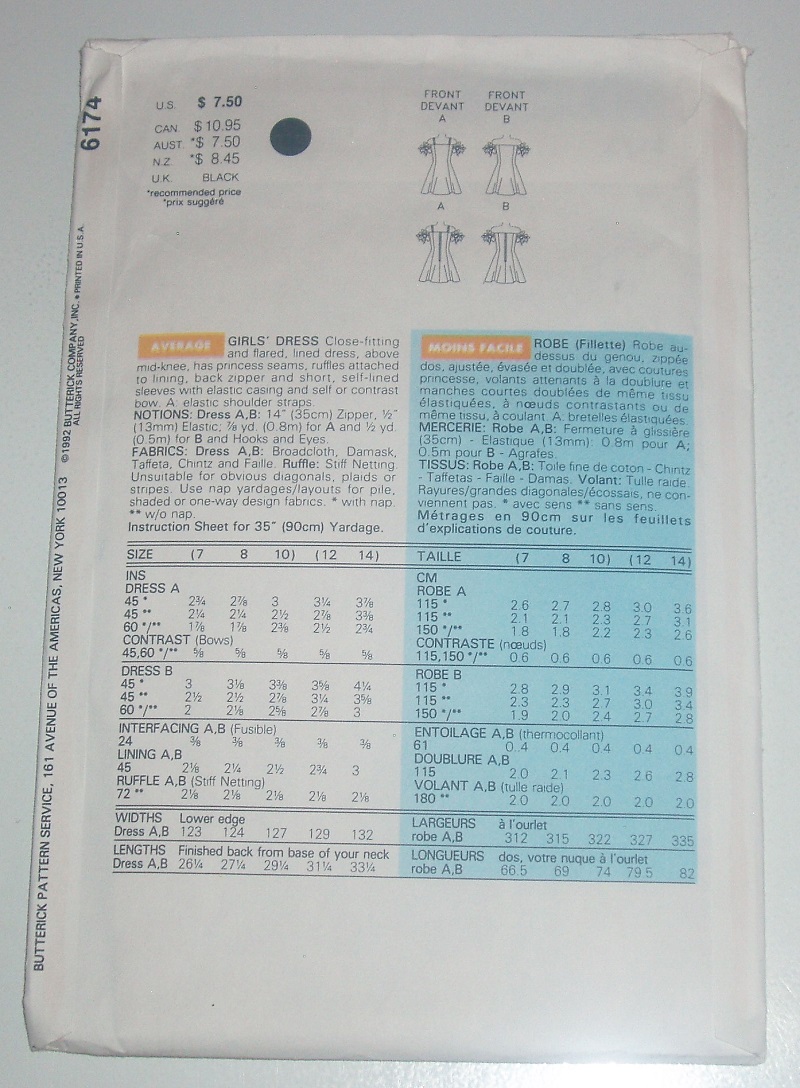 6174
U.S. $ 7.50
CAN. $ 10.95
AUST. *$ 7.50
N.Z. *$ 8.45
U.K. BLACK
*recommended price
*prix suggéré
FRONT FRONT
DEVANT DEVANT
A B
A B
©1992 BUTTERICK COMPANY, INC. • PRINTED IN U.S.A.
ALL RIGHTS RESERVED
BUTTERICK PATTERN SERVICE, 161 AVENUE OF THE AMERICAS, NEW YORK 10013
AVERAGE GIRLS' DRESS Close-fitting
and flared, lined dress, above
mid-knee, has princess seams, ruffles attached
to lining, back zipper and short, self-lined
sleeves with elastic casing and self or contrast
bow. A: elastic shoulder straps.
NOTIONS: Dress A,B: 14" (35cm) Zipper, ½"
(13mm) Elastic; ⅞ yd. (0.8m) for A and ½ yd.
(0.5m) for B and Hooks and Eyes.
FABRICS: Dress A,B: Broadcloth, Damask,
Taffeta, Chintz and Faille. Ruffle: Stiff Netting.
Unsuitable for obvious diagonals, plaids or
stripes. Use nap yardages/layouts for pile,
shaded or one-way design fabrics. * with nap.
** w/o nap.
Instruction Sheet for 35" (90cm) Yardage.
SIZE (7 8 10) (12 14)
INS
DRESS A
45 * 2¾ 2⅞ 3 3¼ 3⅞
45 ** 2¼ 2¼ 2½ 2⅞ 3⅜
60 */** 1⅞ 1⅞ 2⅜ 2½ 2¾
CONTRAST (Bows)
45,60 */** ⅝ ⅝ ⅝ ⅝ ⅝
DRESS B
45 * 3 3⅛ 3⅜ 3⅝ 4¼
45 ** 2½ 2½ 2⅞ 3¼ 3⅝
60 */** 2 2⅛ 2⅝ 2⅞ 3
INTERFACING A,B (Fusible)
24 ⅜ ⅜ ⅜ ⅜ ⅜
LINING A,B
45 2⅛ 2¼ 2½ 2¾ 3
RUFFLE A,B (Stiff Netting)
72 ** 2⅛ 2⅛ 2⅛ 2⅛ 2⅛
WIDTHS Lower edge
Dress A,B 123 124 127 129 132
LENGTHS Finished back from base of your neck
Dress A,B 26¼ 27¼ 29¼ 31¼ 33¼
MOINS FACILE ROBE (Fillette) Robe au-
dessus du genou, zippée
dos, ajustée, évasée et doublée, avec coutures
princesse, volants attenants à la doublure et
manches courtes doublées de même tissu
élastiquées, à nœuds contrastants ou de
même tissu, à coulant. A: bretelles élastiquées.
MERCERIE: Robe A,B: Fermeture à glissière
(35cm) - Elastique (13mm): 0.8m pour A;
0.5m pour B - Agrafes.
TISSUS: Robe A,B: Toile fine de coton - Chintz
- Taffetas - Faille - Damas. Volant: Tulle raide.
Rayures/grandes diagonales/écossais, ne con-
viennent pas. * avec sens ** sans sens.
Métrages en 90cm sur les feuillets
d'explications de couture.
TAILLE (7 8 10) (12 14)
CM
ROBE A
115 * 2.6 2.7 2.8 3.0 3.6
115 ** 2.1 2.1 2.3 2.7 3.1
150 */** 1.8 1.8 2.2 2.3 2.6
CONTRASTE (nœuds)
115,150 */** 0.6 0.6 0.6 0.6 0.6
ROBE B
115 * 2.8 2.9 3.1 3.4 3.9
115 ** 2.3 2.3 2.7 3.0 3.4
150 */** 1.9 2.0 2.4 2.7 2.8
ENTOILAGE A,B (thermocollant)
61 0.4 0.4 0.4 0.4 0.4
DOUBLURE A,B
115 2.0 2.1 2.3 2.6 2.8
VOLANT A,B (tulle raide)
180 ** 2.0 2.0 2.0 2.0 2.0
LARGEURS à l'ourlet
robe A,B 312 315 322 327 335
LONGUEURS dos, votre nuque à l'ourlet
robe A,B 66.5 69 74 79.5 82